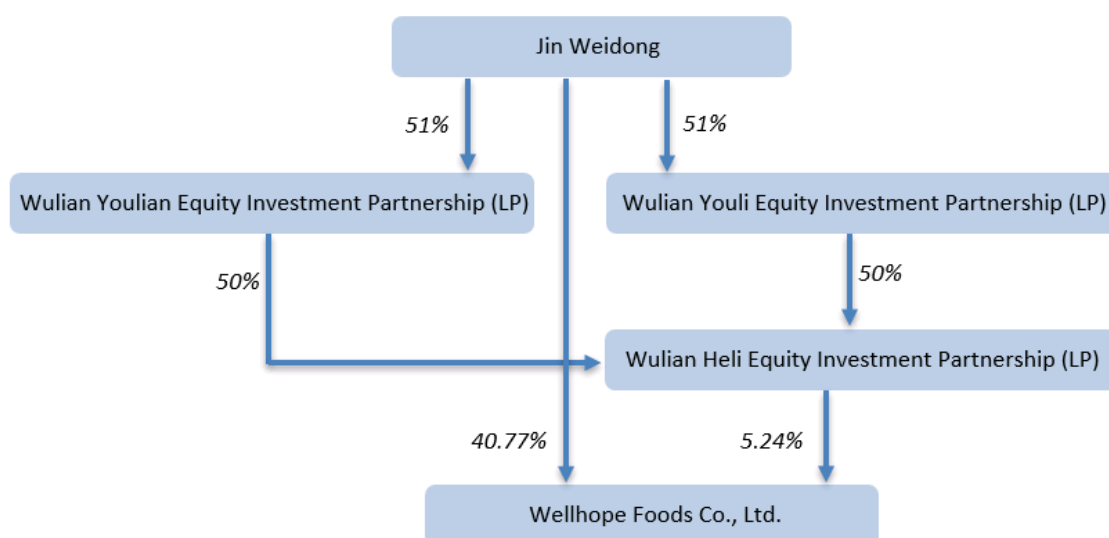 Jin Weidong
51%
51%
Wulian Youlian Equity Investment Partnership (LP)
Wulian Youli Equity Investment Partnership (LP)
50%
50%
Wulian Heli Equity Investment Partnership (LP)
40.77%
5.24%
Wellhope Foods Co., Ltd.